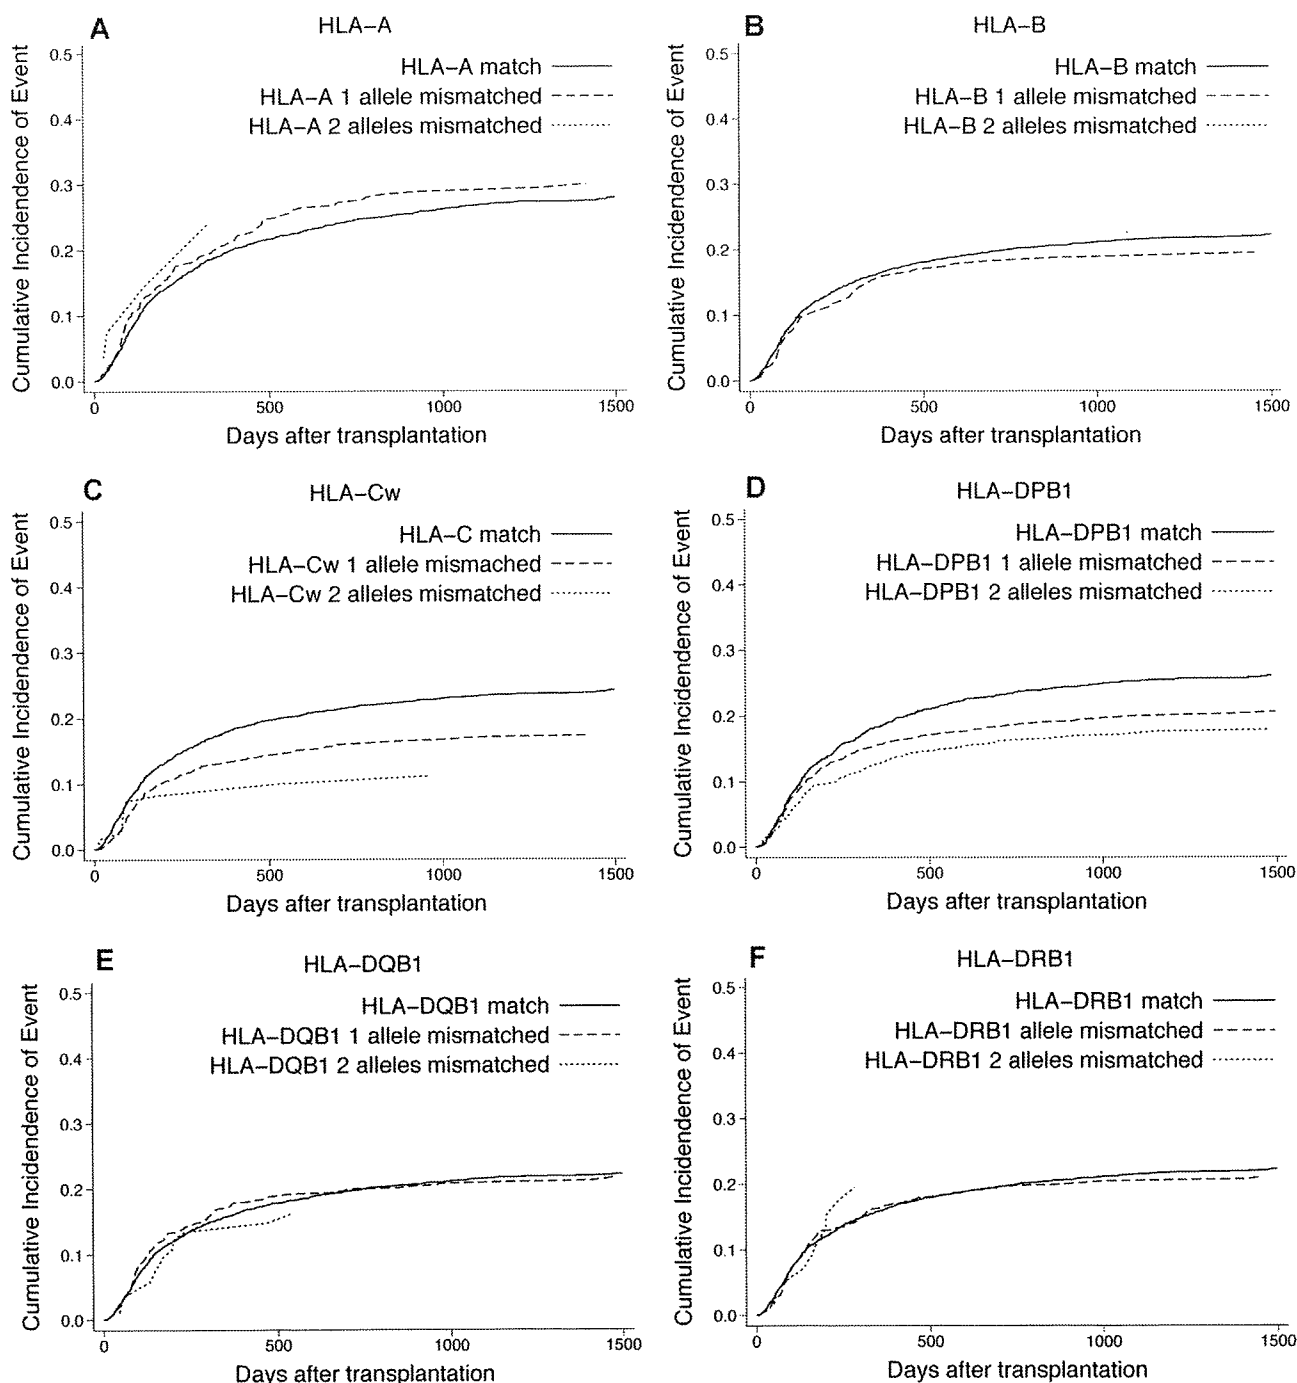 A
HLA-A
Cumulative Incidendence of Event
0.5
0.4
0.3
0.2
0.1
0.0
HLA-A match
HLA-A 1 allele mismatched
HLA-A 2 alleles mismatched
0 500 1000 1500
Days after transplantation
B
HLA-B
Cumulative Incidendence of Event
0.5
0.4
0.3
0.2
0.1
0.0
HLA-B match
HLA-B 1 allele mismatched
HLA-B 2 alleles mismatched
0 500 1000 1500
Days after transplantation
C
HLA-Cw
Cumulative Incidendence of Event
0.5
0.4
0.3
0.2
0.1
0.0
HLA-C match
HLA-Cw 1 allele mismached
HLA-Cw 2 alleles mismatched
0 500 1000 1500
Days after transplantation
D
HLA-DPB1
Cumulative Incidendence of Event
0.5
0.4
0.3
0.2
0.1
0.0
HLA-DPB1 match
HLA-DPB1 1 allele mismatched
HLA-DPB1 2 alleles mismatched
0 500 1000 1500
Days after transplantation
E
HLA-DQB1
Cumulative Incidendence of Event
0.5
0.4
0.3
0.2
0.1
0.0
HLA-DQB1 match
HLA-DQB1 1 allele mismatched
HLA-DQB1 2 alleles mismatched
0 500 1000 1500
Days after transplantation
F
HLA-DRB1
Cumulative Incidendence of Event
0.5
0.4
0.3
0.2
0.1
0.0
HLA-DRB1 match
HLA-DRB1 allele mismatched
HLA-DRB1 2 alleles mismatched
0 500 1000 1500
Days after transplantation